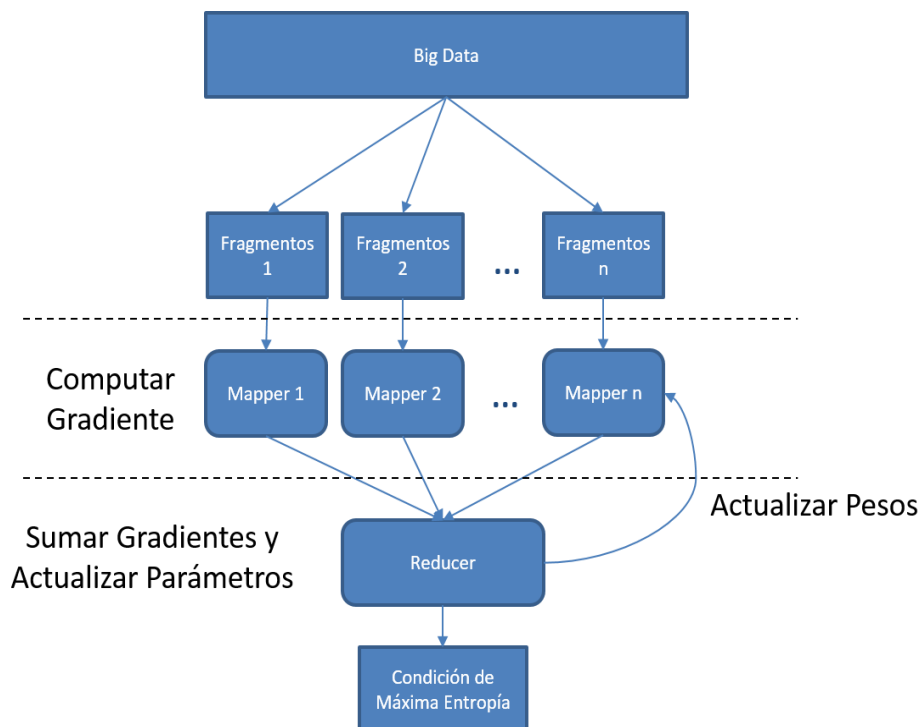 Big Data
Fragmentos
1
Fragmentos
2
...
Fragmentos
n
Computar
Gradiente
Mapper 1
Mapper 2
...
Mapper n
Actualizar Pesos
Sumar Gradientes y
Actualizar Parámetros
Reducer
Condición de
Máxima Entropía